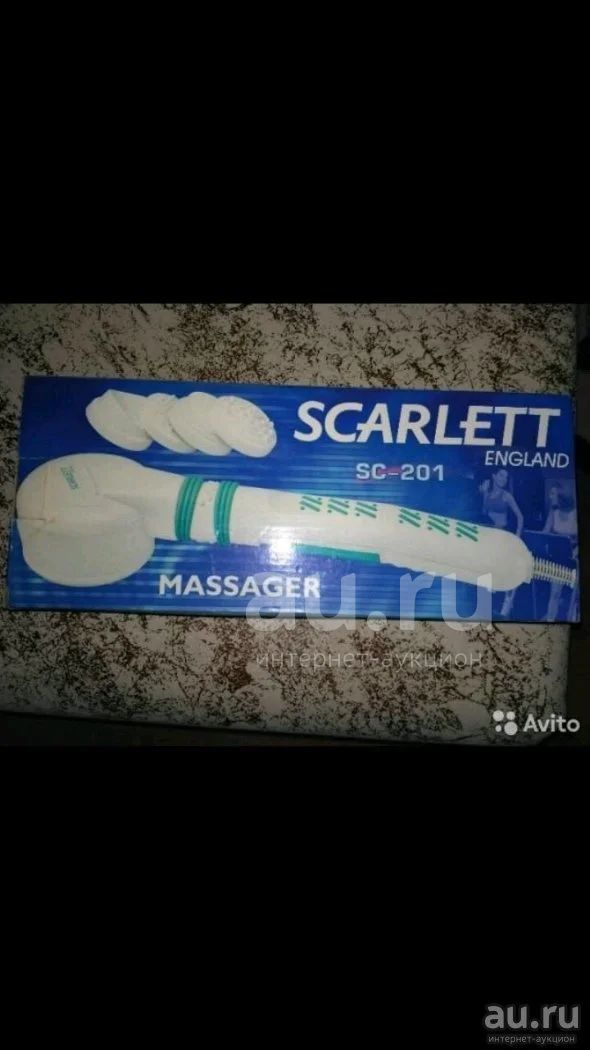 SCARLETT
ENGLAND
SC-201
MASSAGER
au.ru
интернет-аукцион
Avito
au.ru
интернет-аукцион